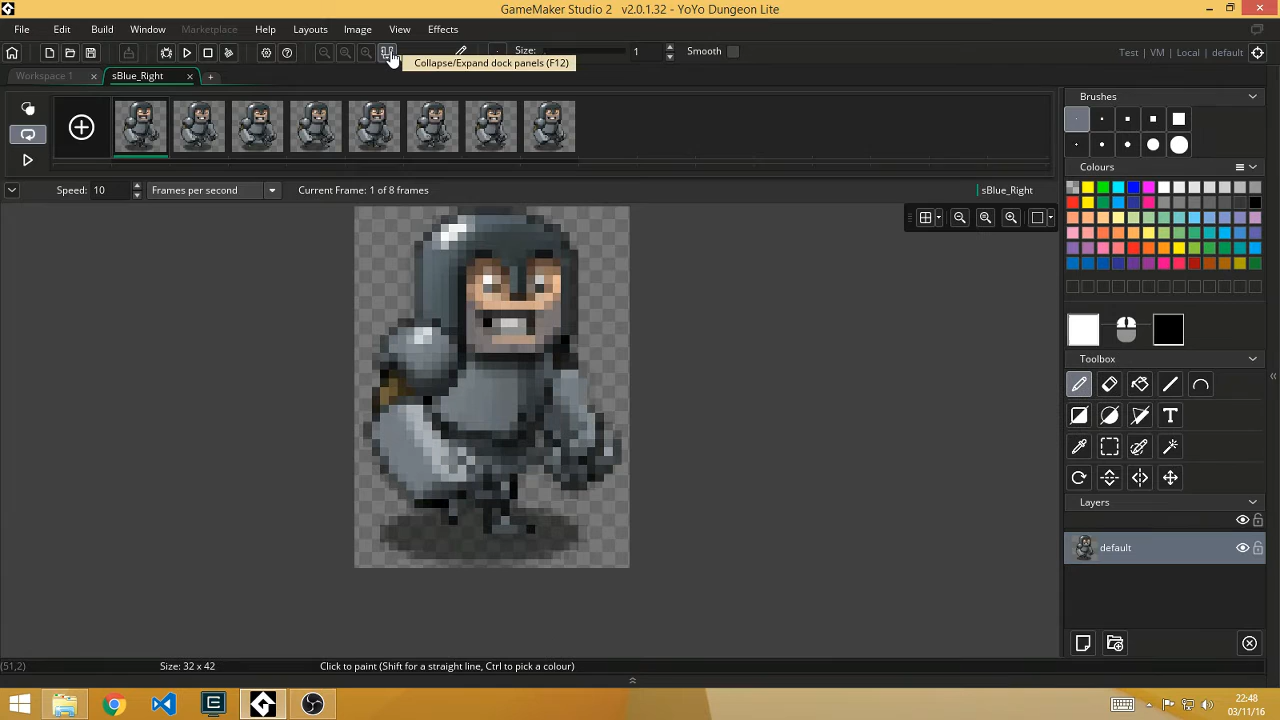 GameMaker Studio 2   v2.0.1.32 - YoYo Dungeon Lite
File Edit Build Window Marketplace Help Layouts Image View Effects
Size: 1 Smooth Test | VM | Local | default
Collapse/Expand dock panels (F12)
Workspace 1 sBlue_Right
Brushes
Colours
Speed: 10 Frames per second Current Frame: 1 of 8 frames sBlue_Right
Toolbox
T
Layers
default
(51,2) Size: 32 x 42 Click to paint (Shift for a straight line, Ctrl to pick a colour)
22:48
03/11/16